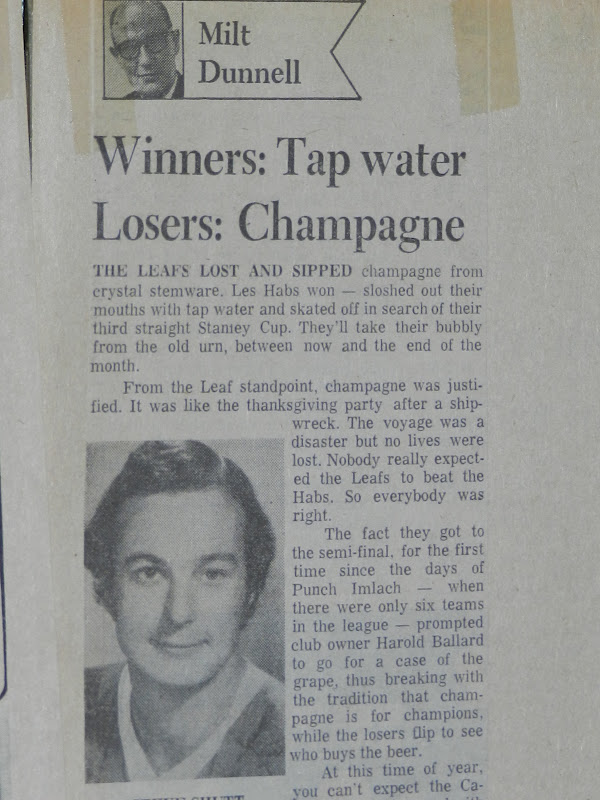 Milt
Dunnell
Winners: Tap water
Losers: Champagne
THE LEAFS LOST AND SIPPED champagne from
crystal stemware. Les Habs won — sloshed out their
mouths with tap water and skated off in search of their
third straight Stanley Cup. They'll take their bubbly
from the old urn, between now and the end of the
month.
From the Leaf standpoint, champagne was justi-
fied. It was like the thanksgiving party after a ship-
wreck. The voyage was a
disaster but no lives were
lost. Nobody really expect-
ed the Leafs to beat the
Habs. So everybody was
right.
The fact they got to
the semi-final, for the first
time since the days of
Punch Imlach — when
there were only six teams
in the league — prompted
club owner Harold Ballard
to go for a case of the
grape, thus breaking with
the tradition that cham-
pagne is for champions,
while the losers flip to see
who buys the beer.
At this time of year,
you can't expect the Ca-
SHUTT